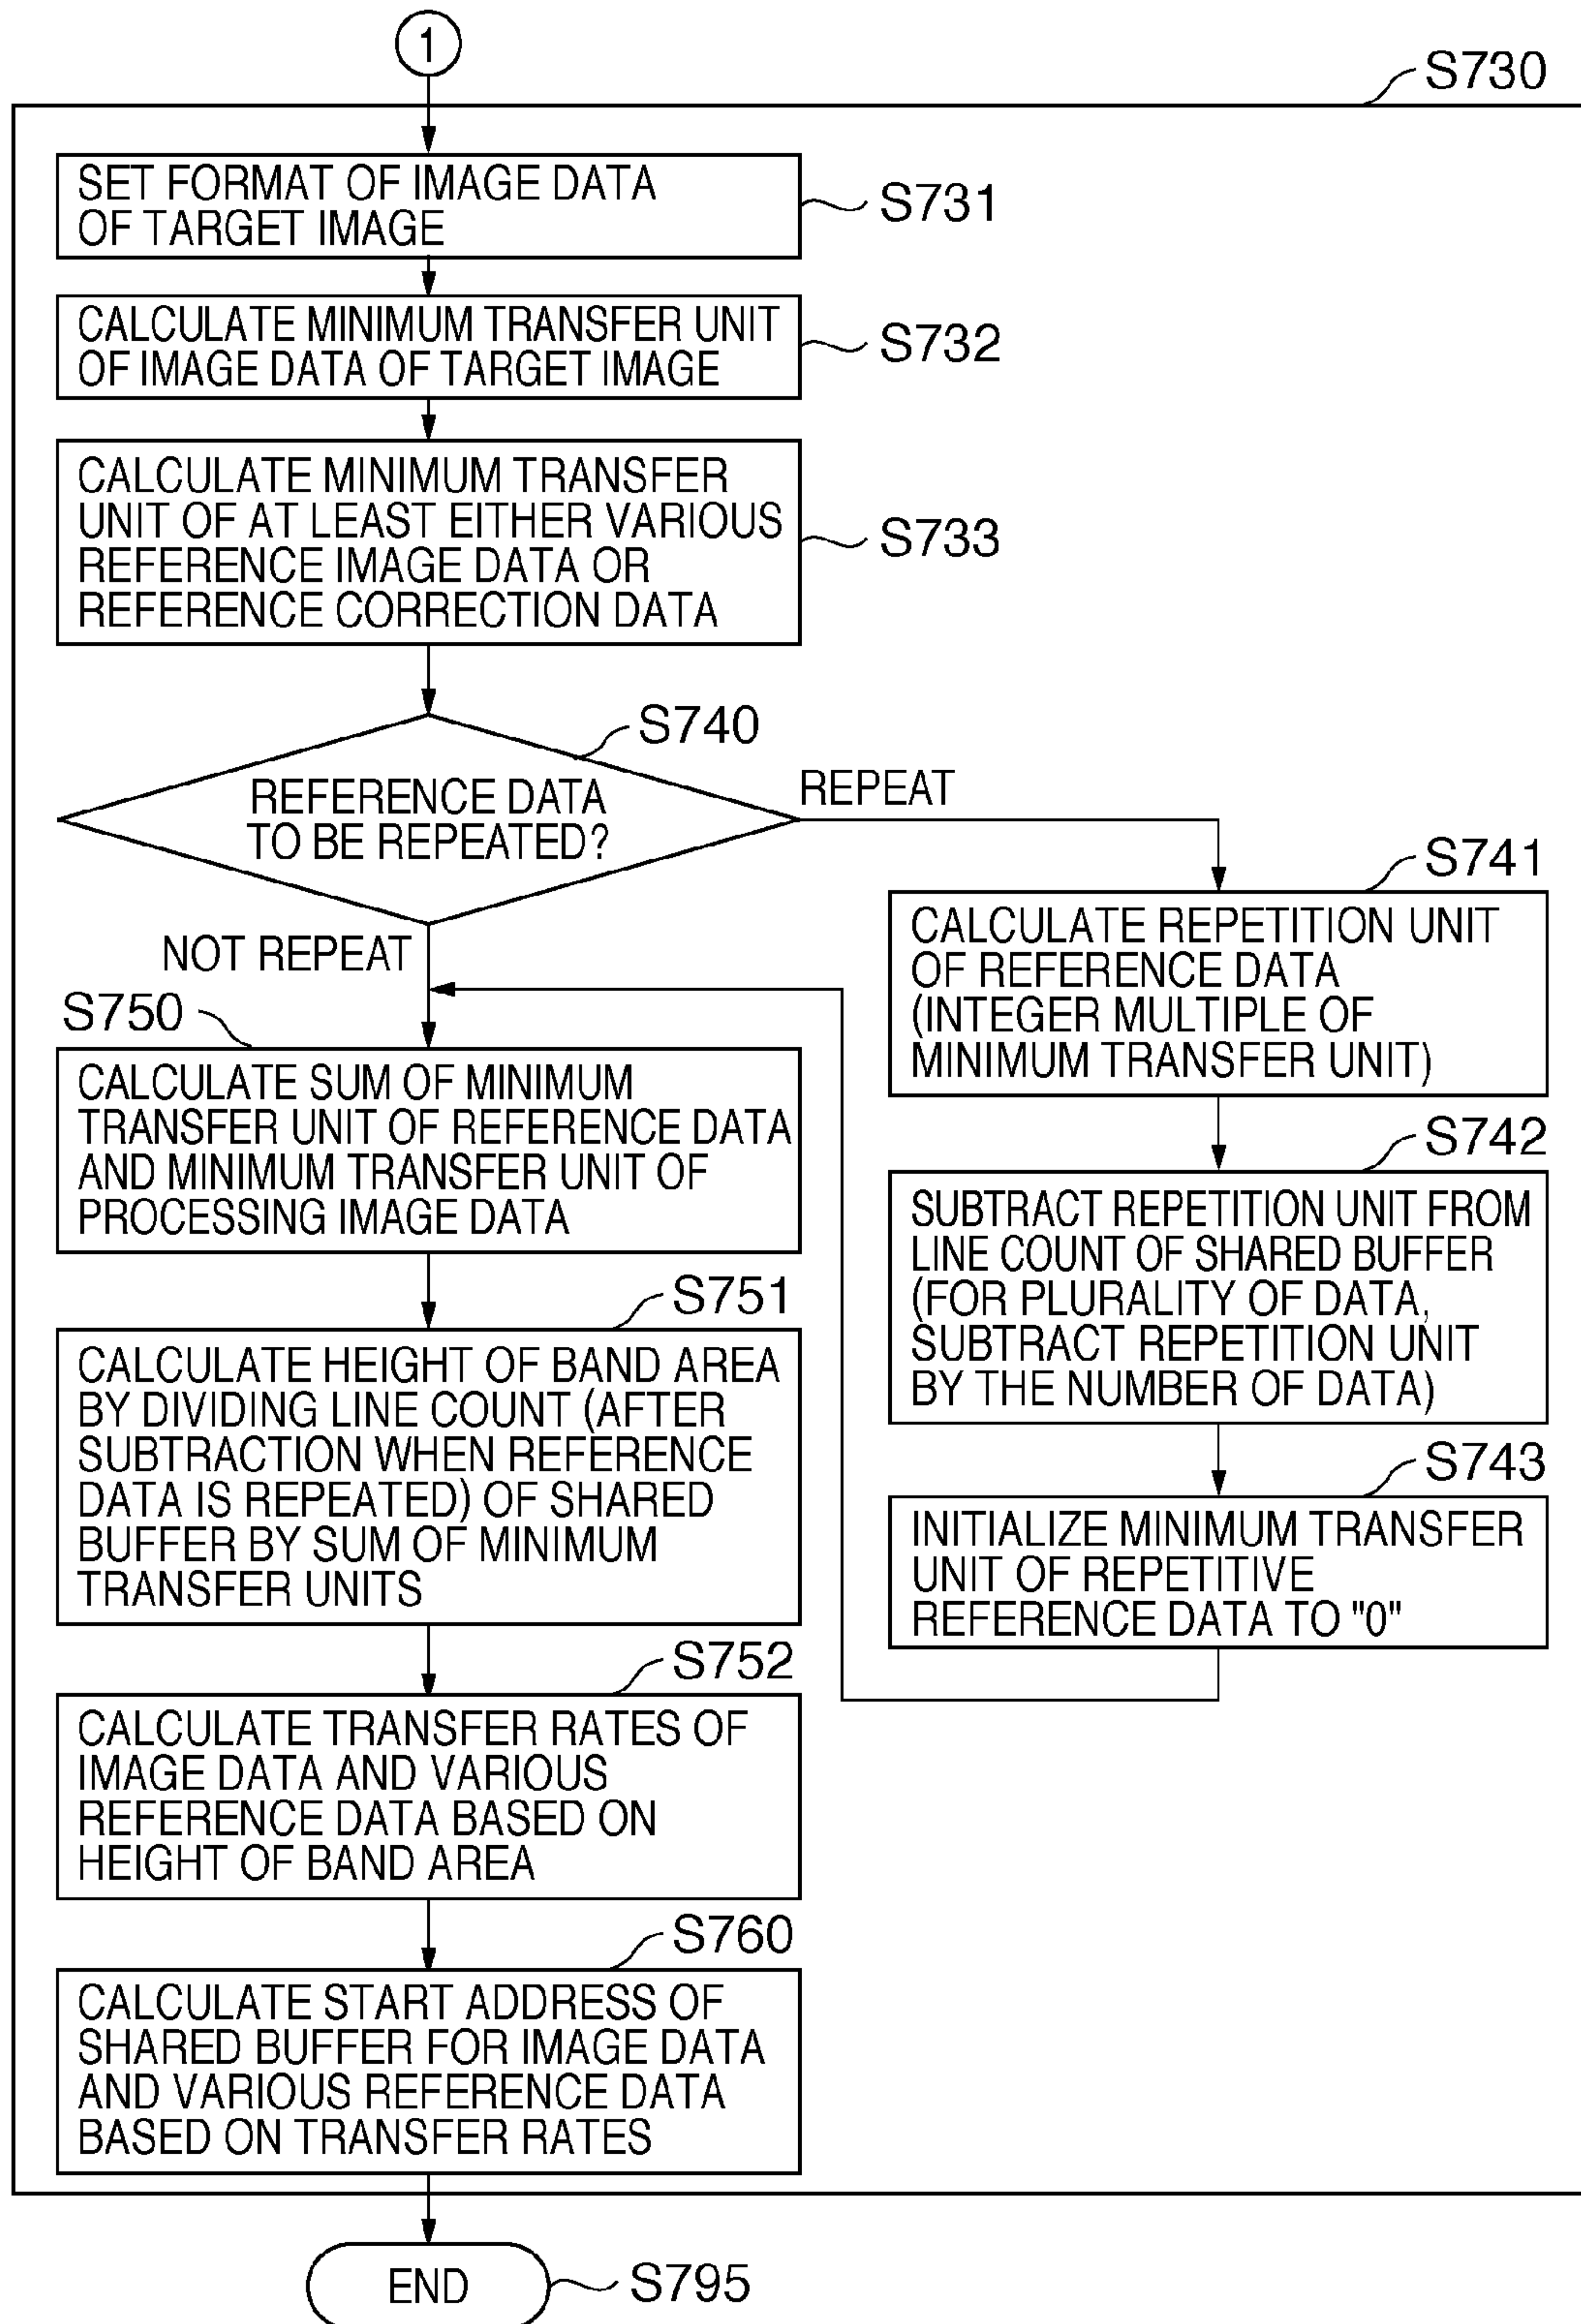 1
S730
SET FORMAT OF IMAGE DATA
OF TARGET IMAGE
S731
CALCULATE MINIMUM TRANSFER UNIT
OF IMAGE DATA OF TARGET IMAGE
S732
CALCULATE MINIMUM TRANSFER
UNIT OF AT LEAST EITHER VARIOUS
REFERENCE IMAGE DATA OR
REFERENCE CORRECTION DATA
S733
S740
REFERENCE DATA
TO BE REPEATED?
REPEAT
NOT REPEAT
S741
CALCULATE REPETITION UNIT
OF REFERENCE DATA
(INTEGER MULTIPLE OF
MINIMUM TRANSFER UNIT)
S742
SUBTRACT REPETITION UNIT FROM
LINE COUNT OF SHARED BUFFER
(FOR PLURALITY OF DATA,
SUBTRACT REPETITION UNIT
BY THE NUMBER OF DATA)
S743
INITIALIZE MINIMUM TRANSFER
UNIT OF REPETITIVE
REFERENCE DATA TO "0"
S750
CALCULATE SUM OF MINIMUM
TRANSFER UNIT OF REFERENCE DATA
AND MINIMUM TRANSFER UNIT OF
PROCESSING IMAGE DATA
S751
CALCULATE HEIGHT OF BAND AREA
BY DIVIDING LINE COUNT (AFTER
SUBTRACTION WHEN REFERENCE
DATA IS REPEATED) OF SHARED
BUFFER BY SUM OF MINIMUM
TRANSFER UNITS
S752
CALCULATE TRANSFER RATES OF
IMAGE DATA AND VARIOUS
REFERENCE DATA BASED ON
HEIGHT OF BAND AREA
S760
CALCULATE START ADDRESS OF
SHARED BUFFER FOR IMAGE DATA
AND VARIOUS REFERENCE DATA
BASED ON TRANSFER RATES
END
S795